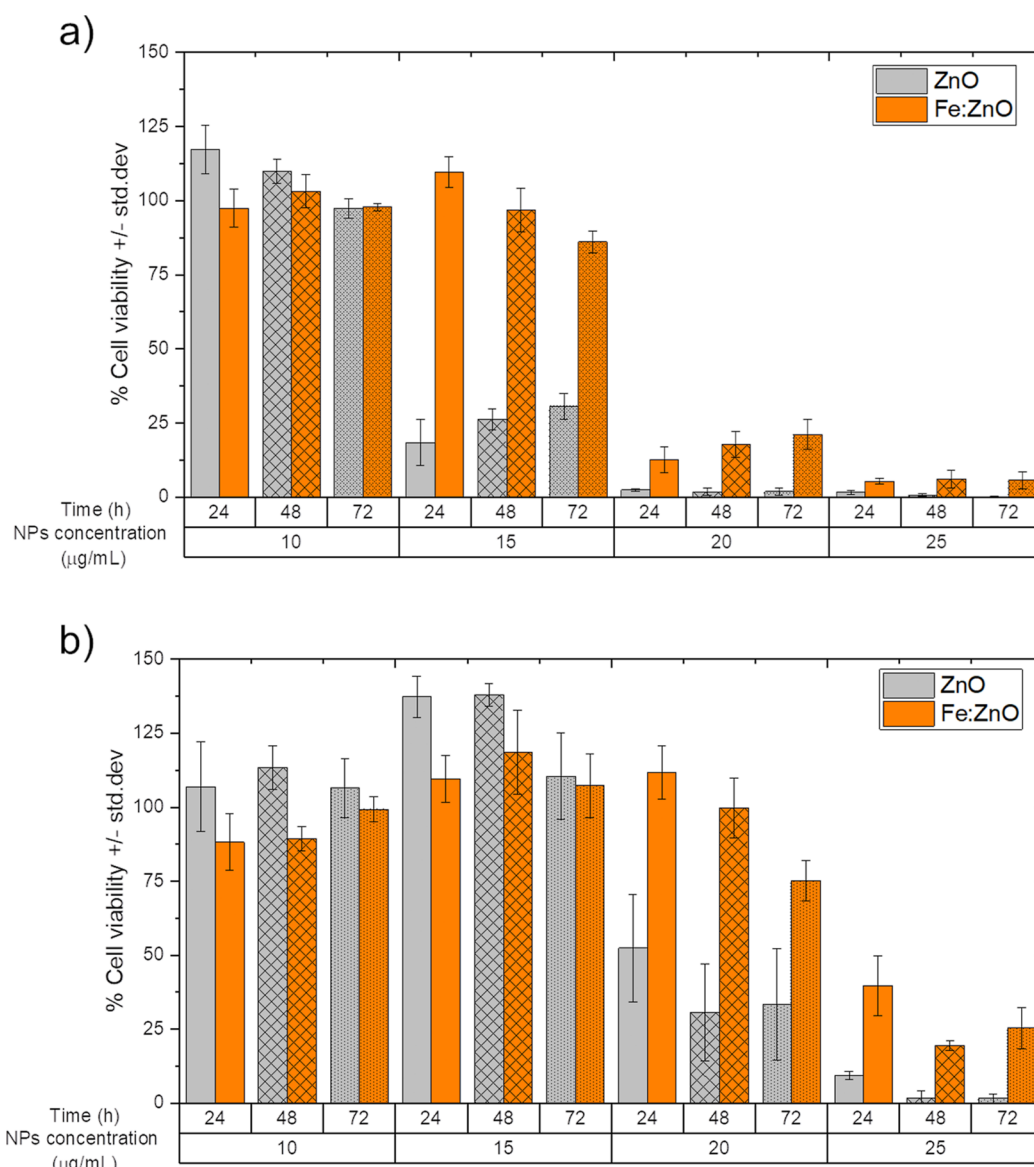 a)
150
125
100
75
50
25
0
% Cell viability +/- std.dev
ZnO
Fe:ZnO
Time (h) 24 48 72 24 48 72 24 48 72 24 48 72
NPs concentration
(μg/mL)
10 15 20 25
b)
150
125
100
75
50
25
0
% Cell viability +/- std.dev
ZnO
Fe:ZnO
Time (h) 24 48 72 24 48 72 24 48 72 24 48 72
NPs concentration
(μg/mL)
10 15 20 25